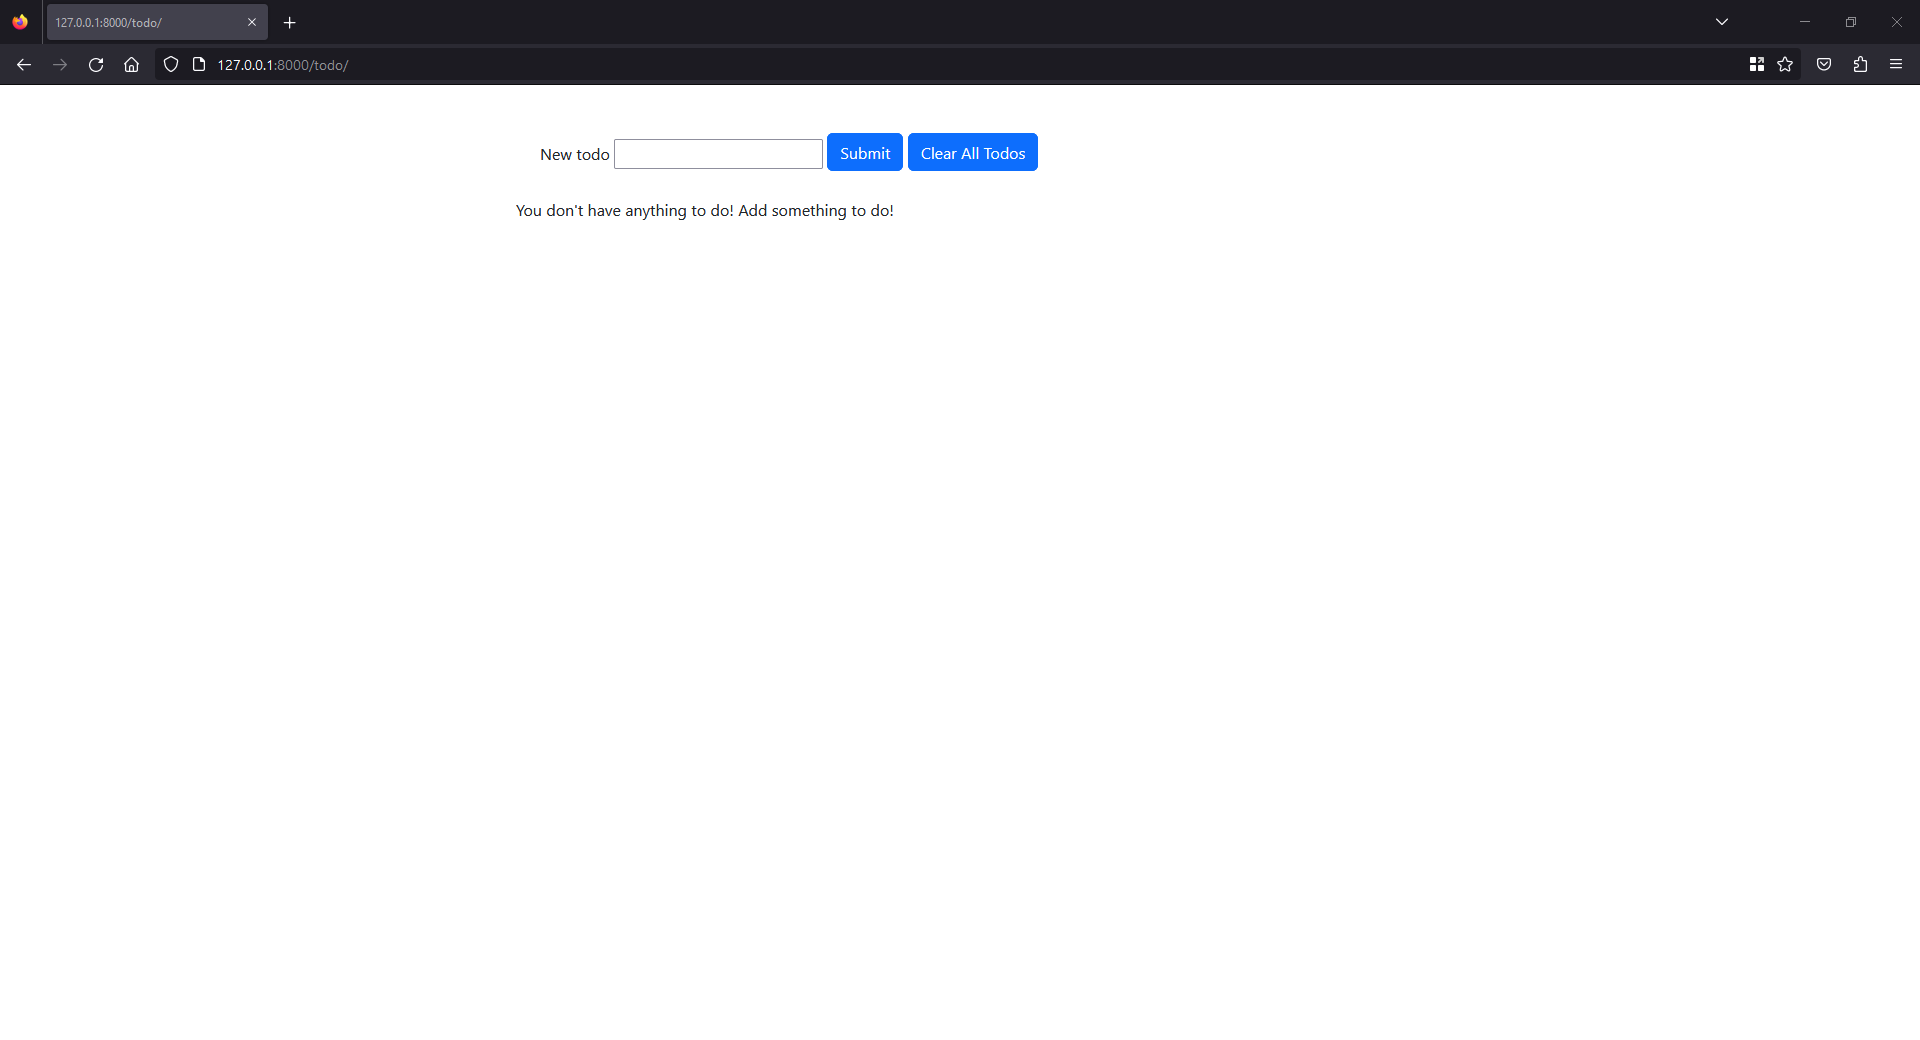 127.0.0.1:8000/todo/
127.0.0.1:8000/todo/
New todo Submit Clear All Todos
You don't have anything to do! Add something to do!